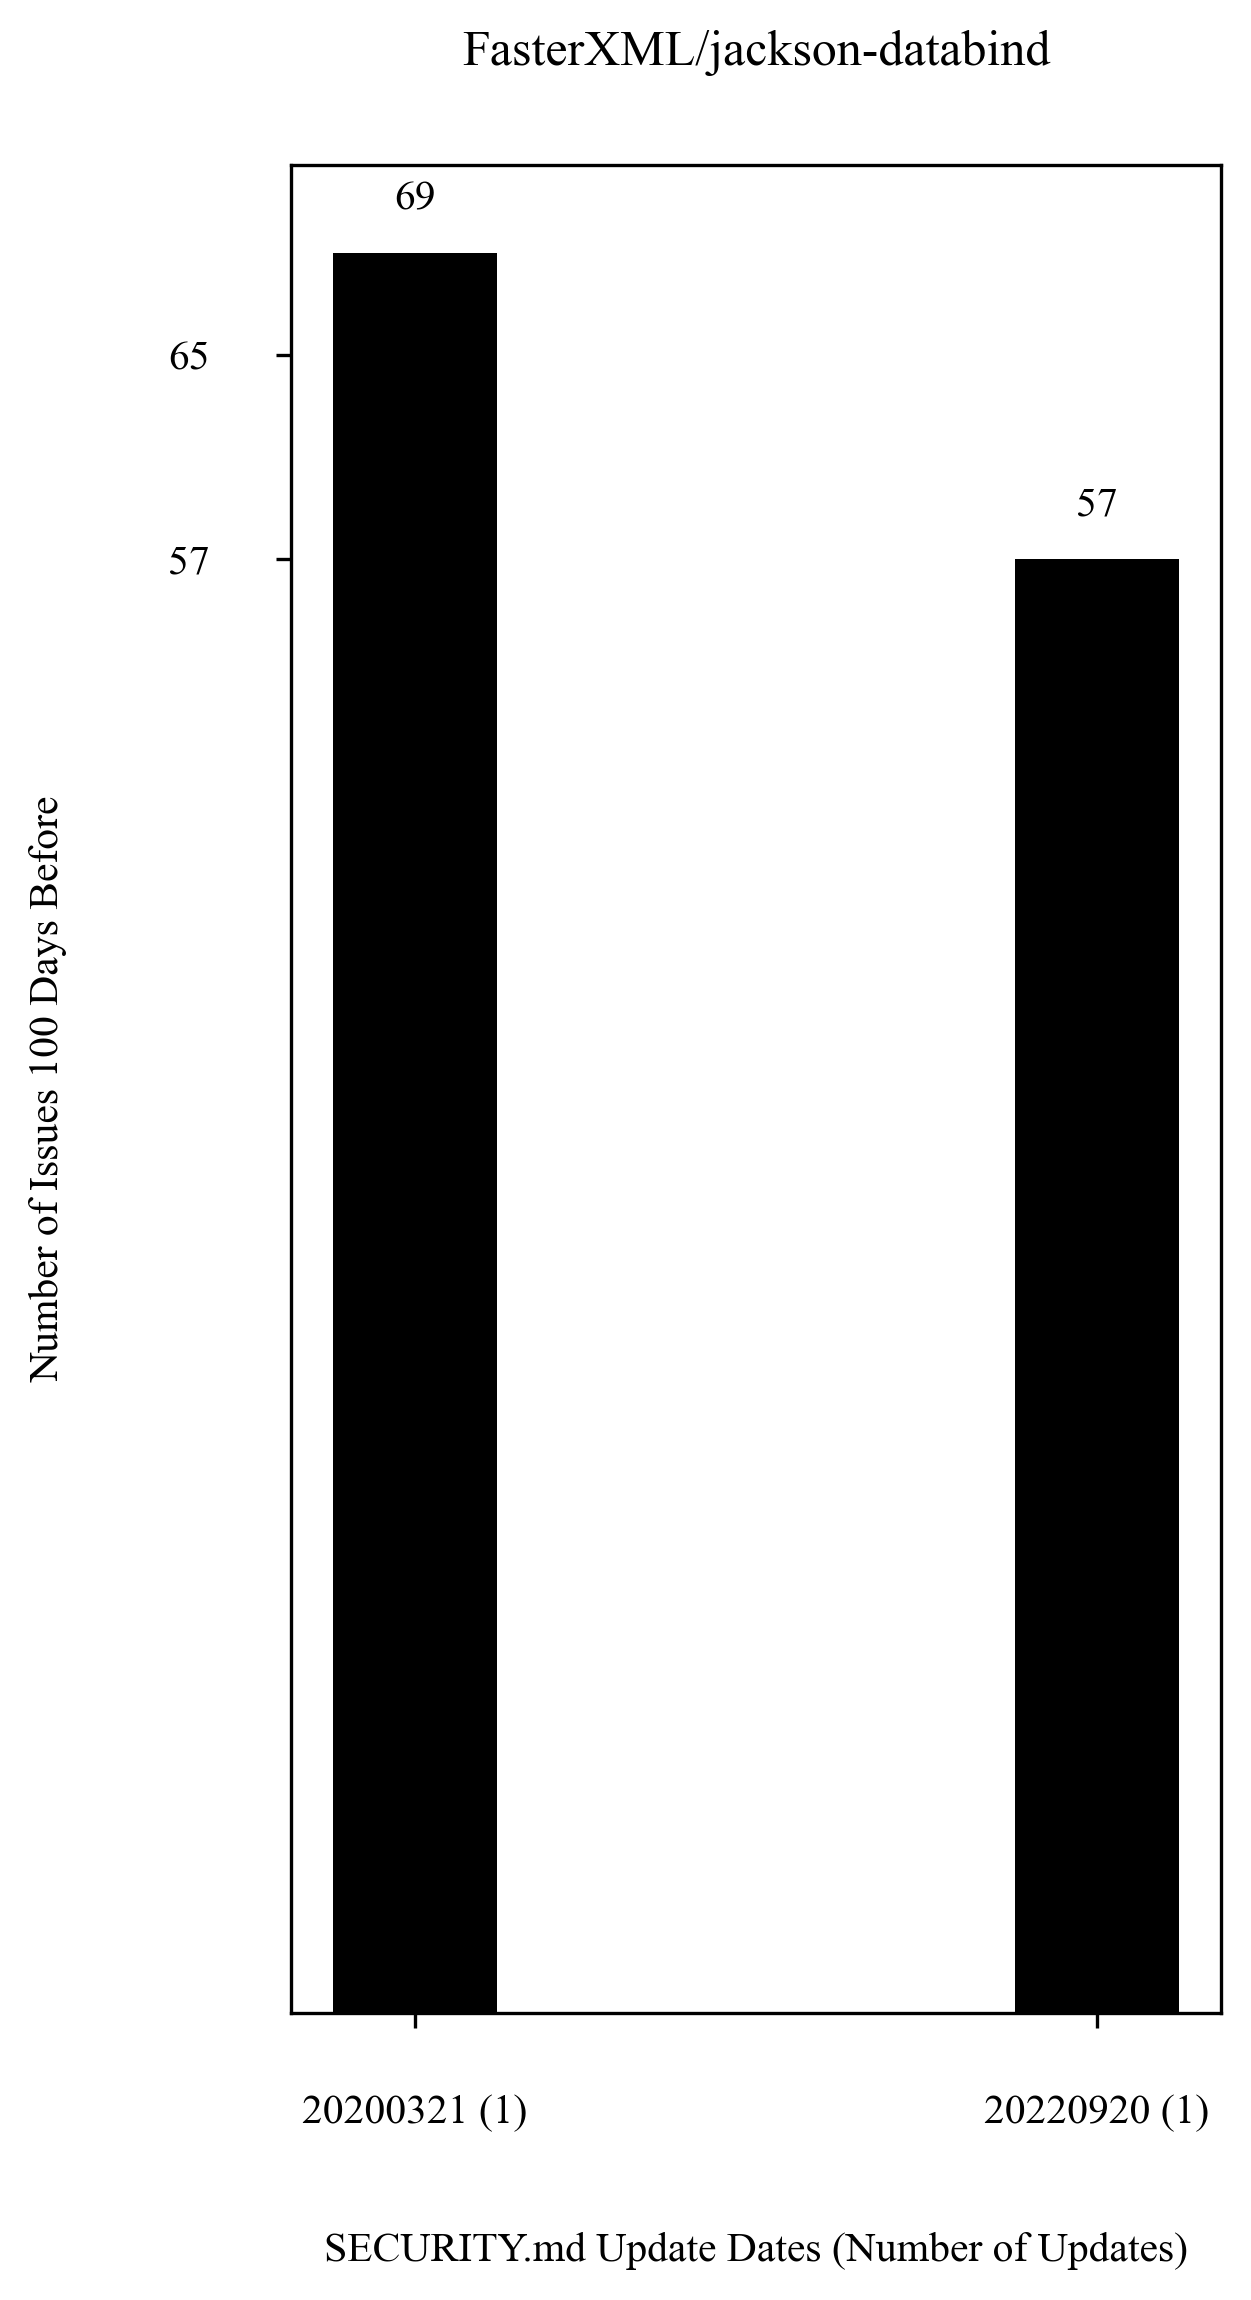 FasterXML/jackson-databind
69
65
57
57
Number of Issues 100 Days Before
20200321 (1)
20220920 (1)
SECURITY.md Update Dates (Number of Updates)